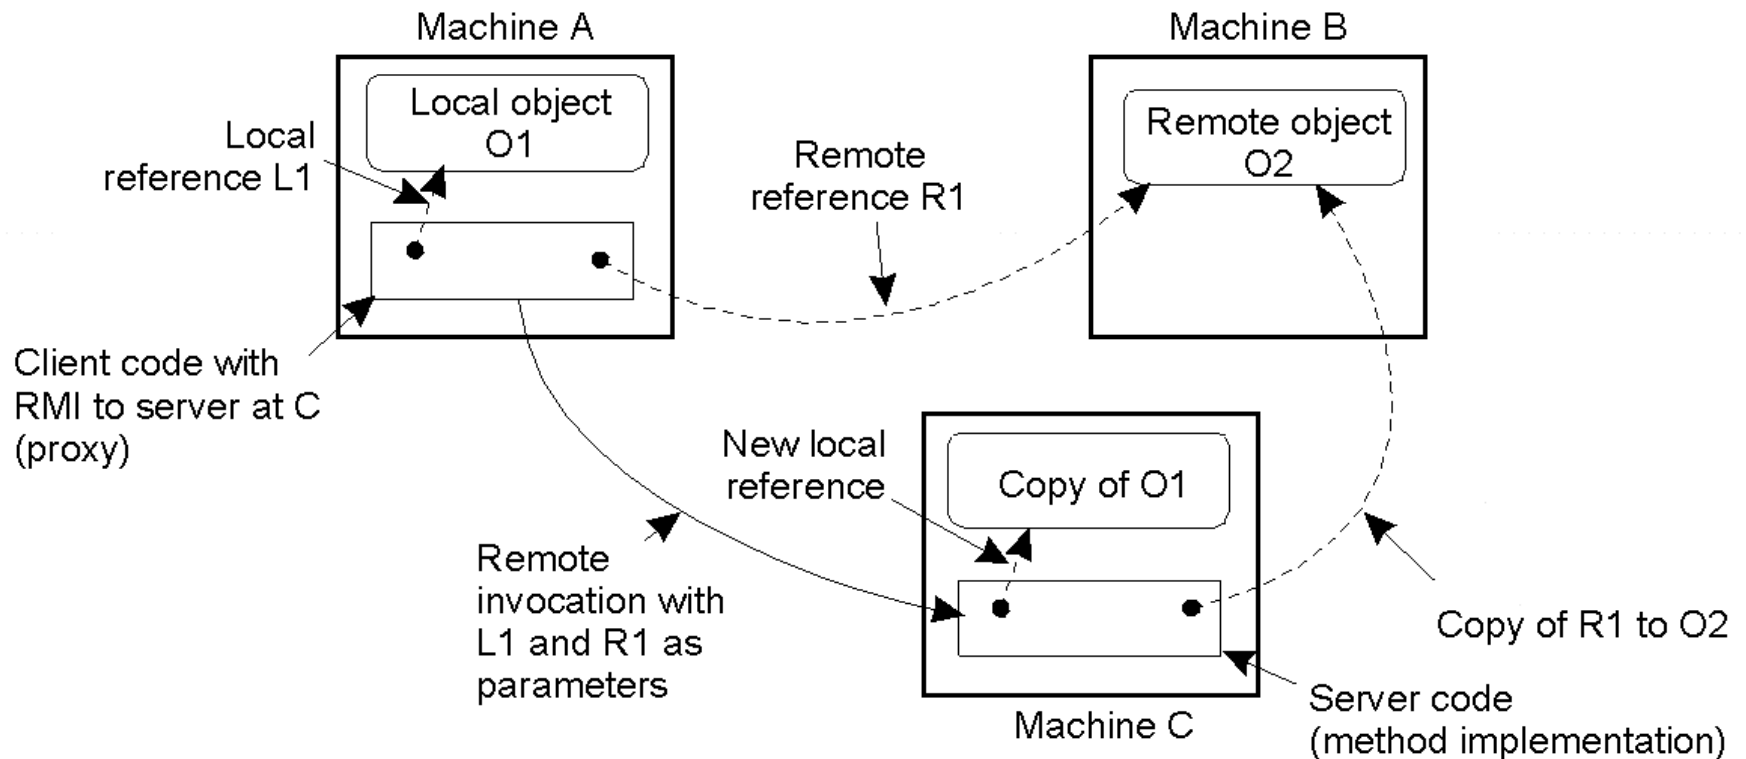 Machine A
Machine B
Local object
O1
Local
reference L1
Remote object
O2
Remote
reference R1
Client code with
RMI to server at C
(proxy)
New local
reference
Copy of O1
Remote
invocation with
L1 and R1 as
parameters
Copy of R1 to O2
Machine C
Server code
(method implementation)